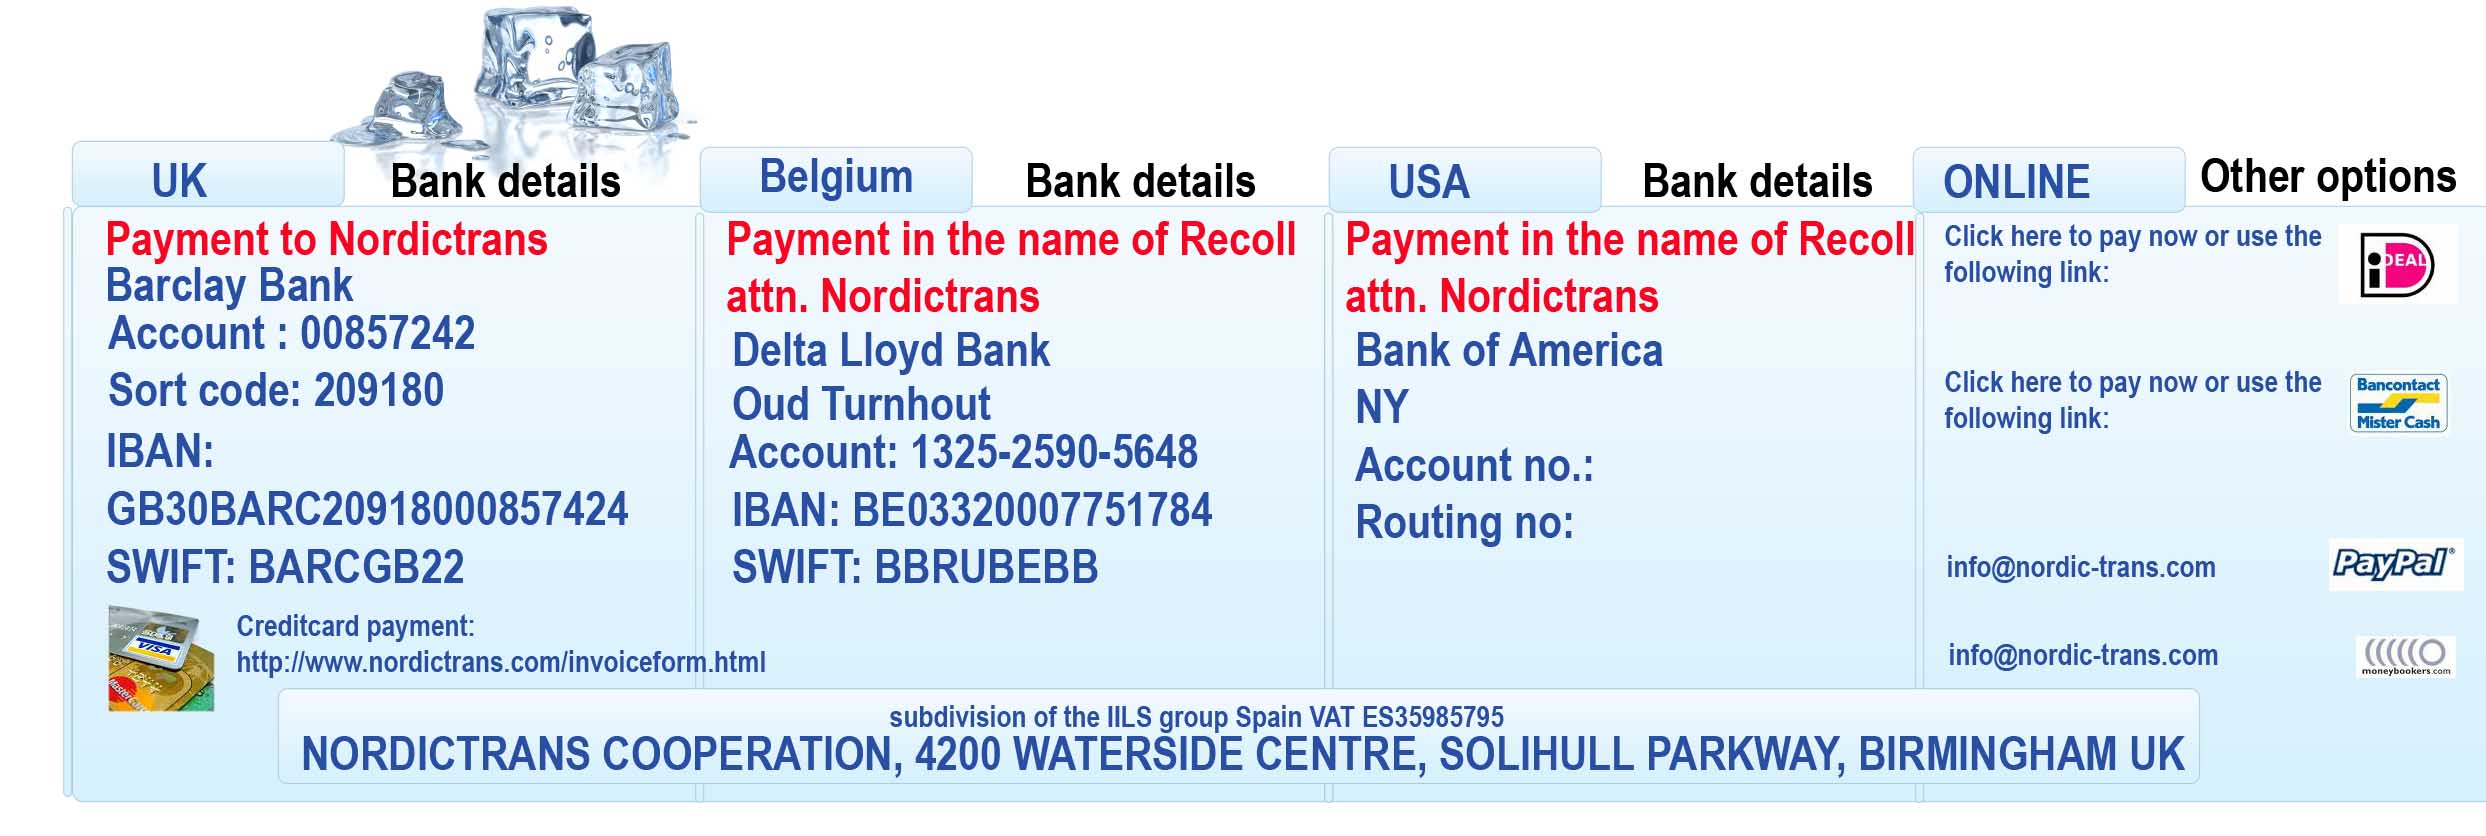 UK
Bank details
Payment to Nordictrans
Barclay Bank
Account : 00857242
Sort code: 209180
IBAN:
GB30BARC20918000857424
SWIFT: BARCGB22
VISA
MasterCard
Creditcard payment:
http://www.nordictrans.com/invoiceform.html
Belgium
Bank details
Payment in the name of Recoll
attn. Nordictrans
Delta Lloyd Bank
Oud Turnhout
Account: 1325-2590-5648
IBAN: BE03320007751784
SWIFT: BBRUBEBB
USA
Bank details
Payment in the name of Recoll
attn. Nordictrans
Bank of America
NY
Account no.:
Routing no:
ONLINE
Other options
Click here to pay now or use the
following link:
iDEAL
Click here to pay now or use the
following link:
Bancontact
Mister Cash
info@nordic-trans.com
PayPal®
info@nordic-trans.com
moneybookers.com
subdivision of the IILS group Spain VAT ES35985795
NORDICTRANS COOPERATION, 4200 WATERSIDE CENTRE, SOLIHULL PARKWAY, BIRMINGHAM UK